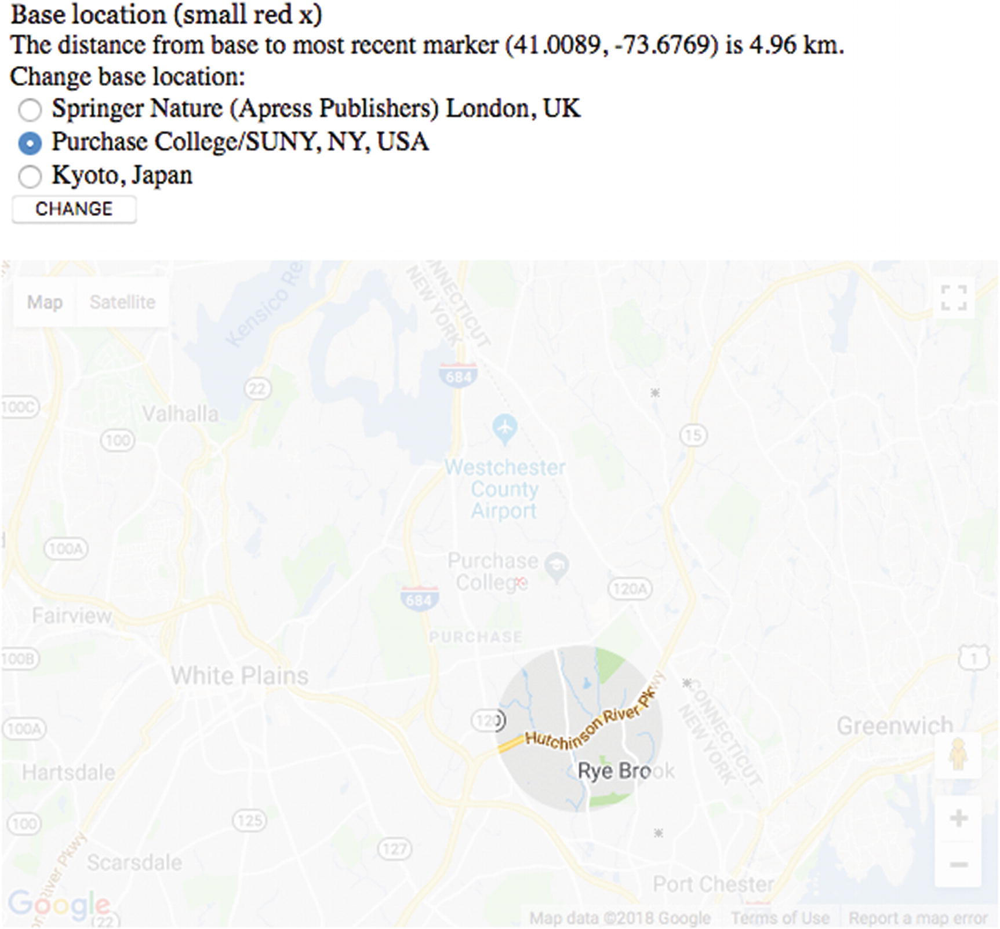 Base location (small red x)
The distance from base to most recent marker (41.0089, -73.6769) is 4.96 km.
Change base location:
Springer Nature (Apress Publishers) London, UK
Purchase College/SUNY, NY, USA
Kyoto, Japan
CHANGE
Map Satellite
Kensico Re
NNECTICUT
NEW YORK
684
22
100C
Valhalla
100
15
Westchester
County
Airport
100A
Purchase
College
120A
684
Fairview
PURCHASE
100B
1
White Plains
Hutchinson River Pkwy
CONNECTICUT
NEW YORK
120
100A
Greenwich
Rye Brook
Hartsdale
100
125
127
River Pkwy
Scarsdale
Port Chester
Google
22
Map data ©2018 Google Terms of Use Report a map error